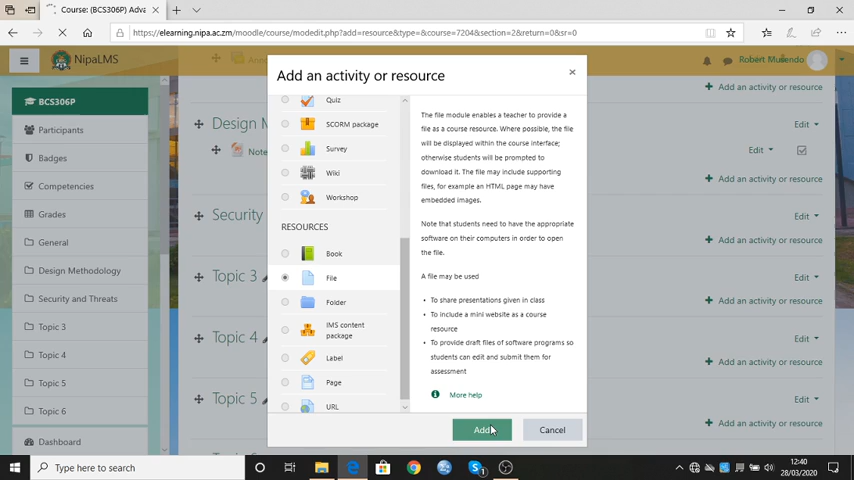 (BCS306P) Adva
https://elearning.nipa.ac.zm/moodle/course/modedit.php?add=resource&type=&course=7204&section=2&return=0&sr=0
NipaLMS
Robert Mulendo
BCS306P
Participants
Badges
Competencies
Grades
General
Design Methodology
Security and Threats
Topic 3
Topic 4
Topic 5
Topic 6
Dashboard
Add an activity or resource
Design M
Edit
Note
Edit
Add an activity or resource
Security
Edit
Add an activity or resource
Topic 3
Edit
Add an activity or resource
Topic 4
Edit
Add an activity or resource
Topic 5
Edit
Add an activity or resource
Add an activity or resource
Quiz
SCORM package
Survey
Wiki
Workshop
RESOURCES
Book
File
Folder
IMS content
package
Label
Page
URL
The file module enables a teacher to provide a
file as a course resource. Where possible, the file
will be displayed within the course interface;
otherwise students will be prompted to
download it. The file may include supporting
files, for example an HTML page may have
embedded images.
Note that students need to have the appropriate
software on their computers in order to open
the file.
A file may be used
• To share presentations given in class
• To include a mini website as a course
resource
• To provide draft files of software programs so
students can edit and submit them for
assessment
More help
Add
Cancel
Type here to search
12:40
28/03/2020